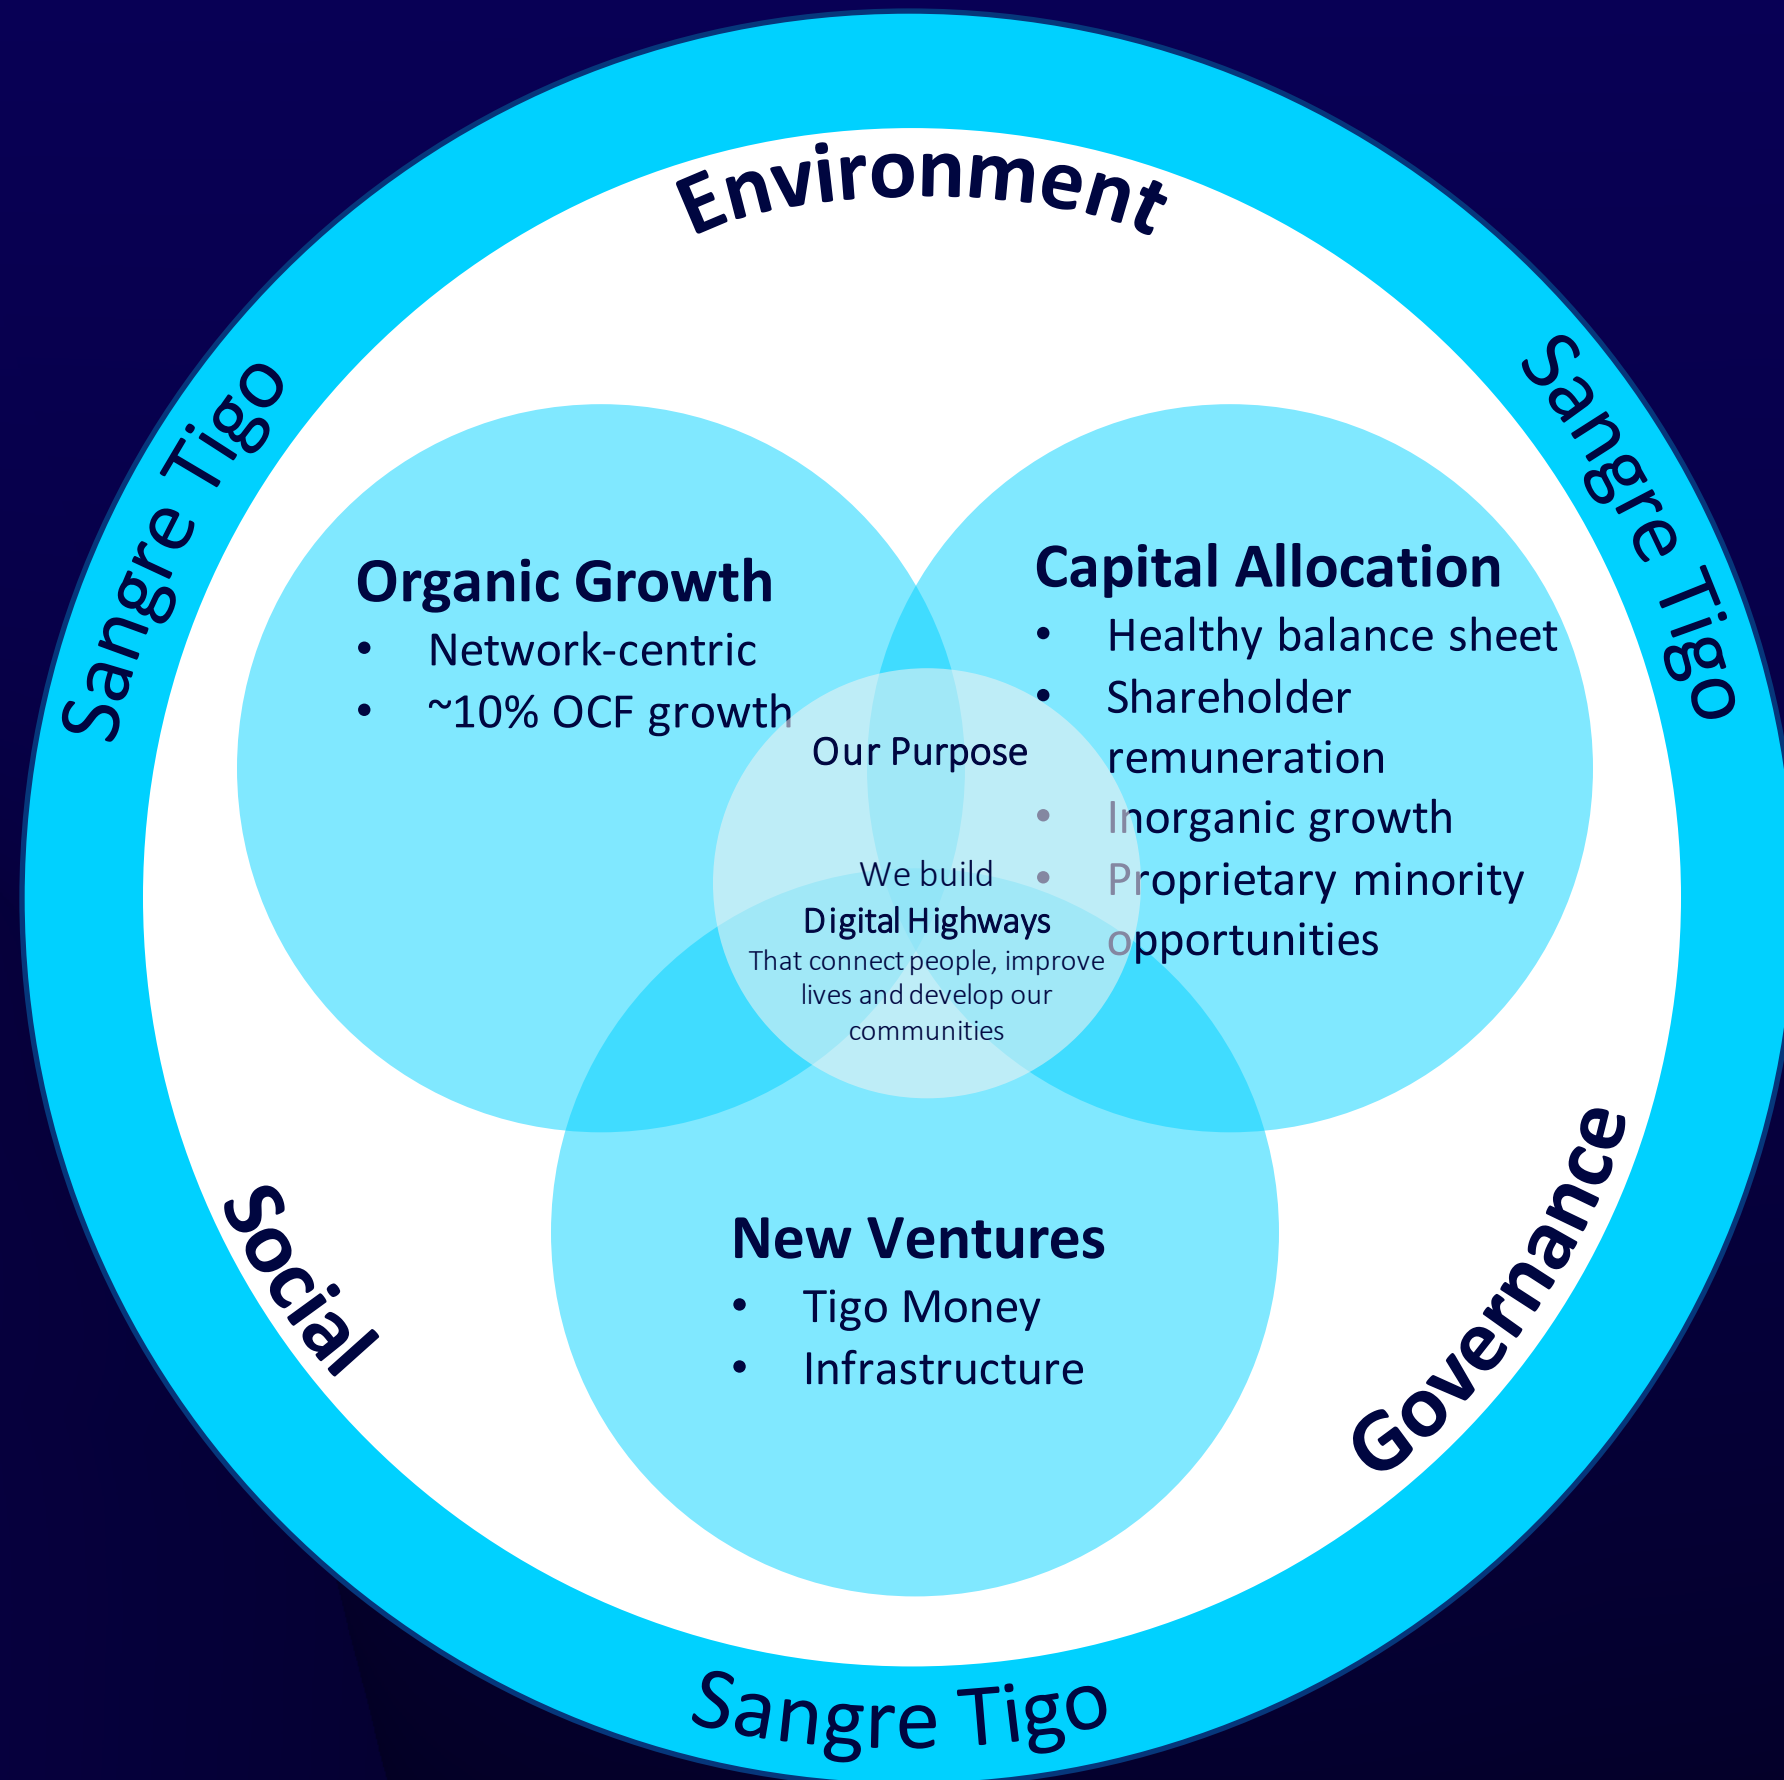 Environment
Sangre Tigo
Sangre Tigo
Organic Growth
• Network-centric
• ~10% OCF growth
Capital Allocation
• Healthy balance sheet
• Shareholder
remuneration
• Inorganic growth
• Proprietary minority
opportunities
Our Purpose
We build
Digital Highways
That connect people, improve
lives and develop our
communities
New Ventures
• Tigo Money
• Infrastructure
Social
Governance
Sangre Tigo